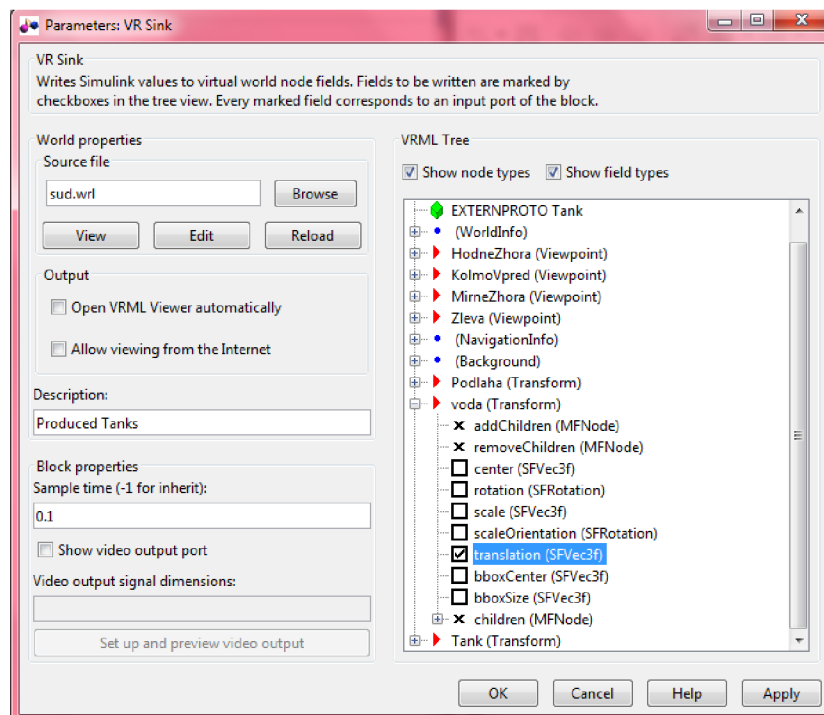 Parameters: VR Sink
VR Sink
Writes Simulink values to virtual world node fields. Fields to be written are marked by
checkboxes in the tree view. Every marked field corresponds to an input port of the block.
World properties
Source file
sud.wrl
Browse
View
Edit
Reload
Output
Open VRML Viewer automatically
Allow viewing from the Internet
Description:
Produced Tanks
Block properties
Sample time (-1 for inherit):
0.1
Show video output port
Video output signal dimensions:
Set up and preview video output
VRML Tree
Show node types
Show field types
EXTERNPROTO Tank
(WorldInfo)
HodneZhora (Viewpoint)
KolmoVpred (Viewpoint)
MirneZhora (Viewpoint)
Zleva (Viewpoint)
(NavigationInfo)
(Background)
Podlaha (Transform)
voda (Transform)
addChildren (MFNode)
removeChildren (MFNode)
center (SFVec3f)
rotation (SFRotation)
scale (SFVec3f)
scaleOrientation (SFRotation)
translation (SFVec3f)
bboxCenter (SFVec3f)
bboxSize (SFVec3f)
children (MFNode)
Tank (Transform)
OK
Cancel
Help
Apply